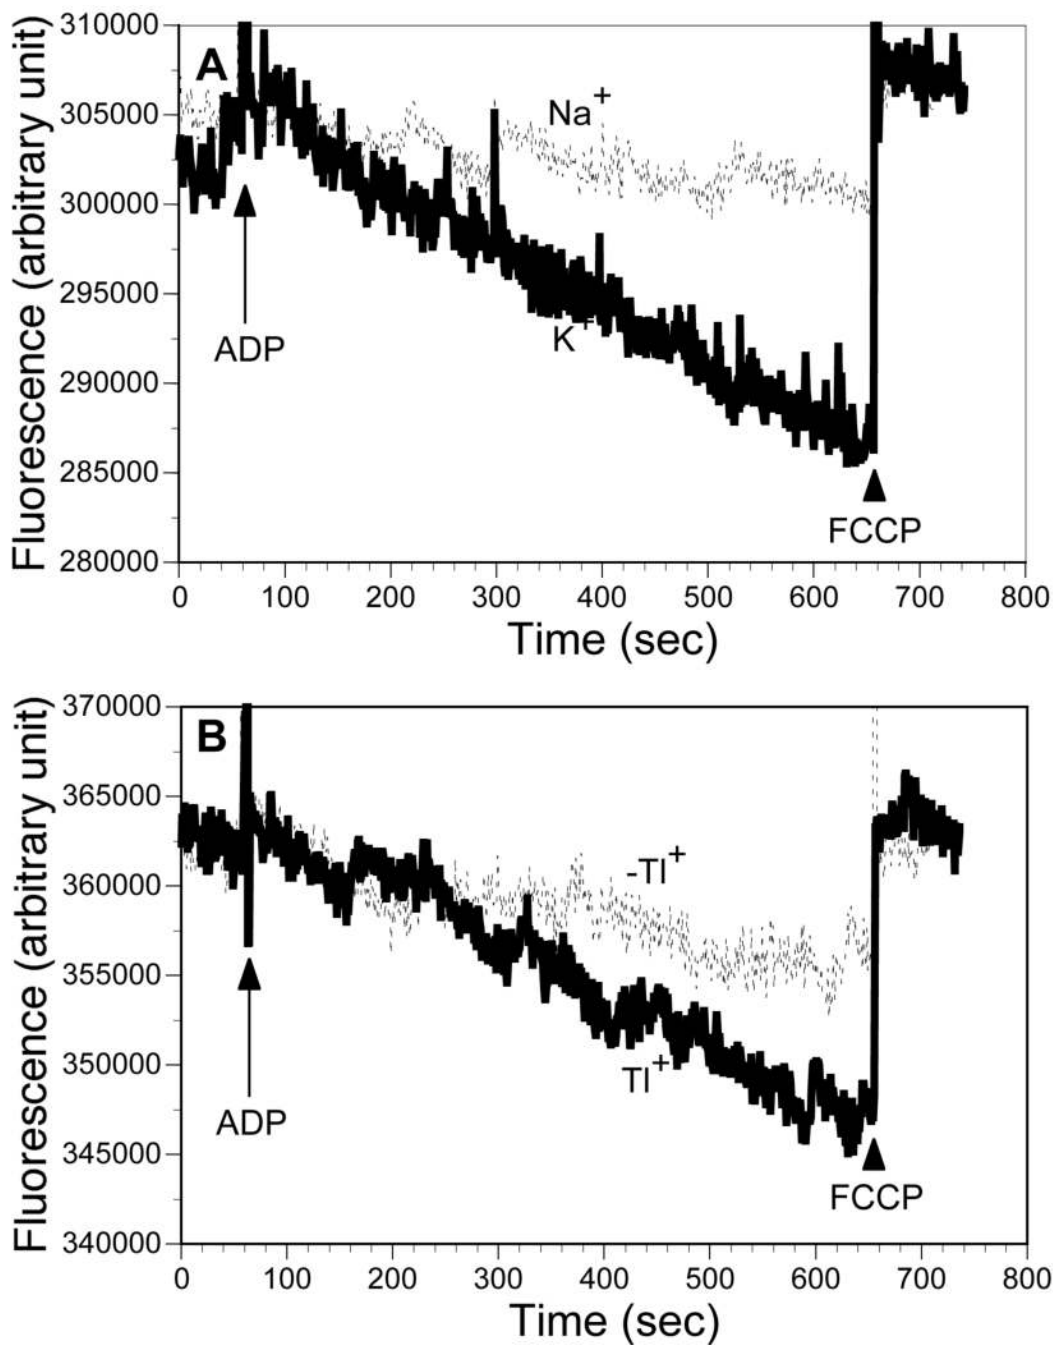 Fluorescence (arbitrary unit)
310000
305000
300000
295000
290000
285000
280000
A
Na+
K+
ADP
FCCP
0 100 200 300 400 500 600 700 800
Time (sec)
Fluorescence (arbitrary unit)
370000
365000
360000
355000
350000
345000
340000
B
-Tl+
Tl+
ADP
FCCP
0 100 200 300 400 500 600 700 800
Time (sec)